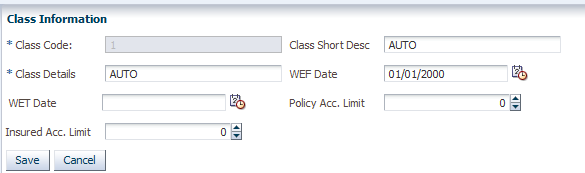 Class Information
* Class Code: 1 Class Short Desc AUTO
* Class Details AUTO WEF Date 01/01/2000
WET Date Policy Acc. Limit 0
Insured Acc. Limit 0
Save Cancel